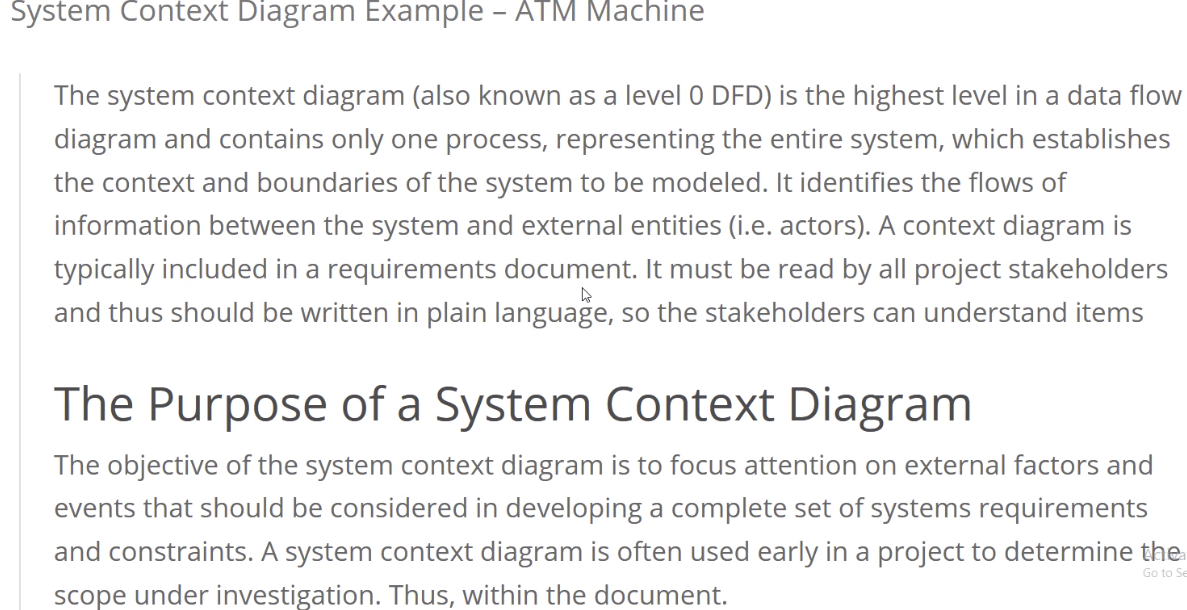 System Context Diagram Example – ATM Machine
The system context diagram (also known as a level 0 DFD) is the highest level in a data flow
diagram and contains only one process, representing the entire system, which establishes
the context and boundaries of the system to be modeled. It identifies the flows of
information between the system and external entities (i.e. actors). A context diagram is
typically included in a requirements document. It must be read by all project stakeholders
and thus should be written in plain language, so the stakeholders can understand items
The Purpose of a System Context Diagram
The objective of the system context diagram is to focus attention on external factors and
events that should be considered in developing a complete set of systems requirements
and constraints. A system context diagram is often used early in a project to determine the
scope under investigation. Thus, within the document.
Go to Se